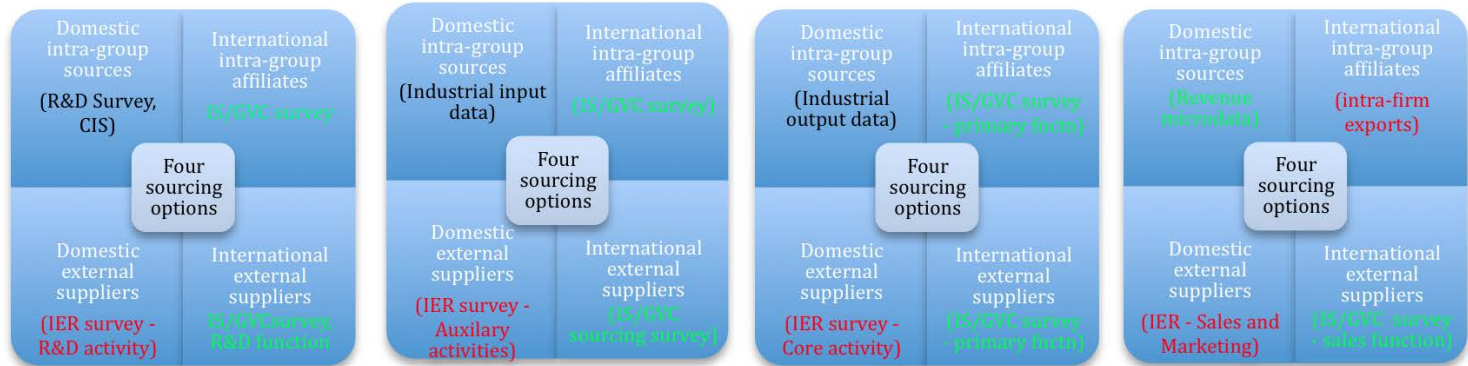 Domestic
intra-group
sources
(R&D Survey,
CIS)
International
intra-group
affiliates
IS/GVC survey
Four
sourcing
options
Domestic
external
suppliers
(IER survey -
R&D activity)
International
external
suppliers
IS/GVCsurvey,
R&D function
Domestic
intra-group
sources
(Industrial input
data)
International
intra-group
affiliates
(IS/GVC survey)
Four
sourcing
options
Domestic
external
suppliers
(IER survey -
Auxilary
activities)
International
external
suppliers
(IS/GVC
sourcing survey)
Domestic
intra-group
sources
(Industrial
output data)
International
intra-group
affiliates
(IS/GVC survey
- primary fnctn)
Four
sourcing
options
Domestic
external
suppliers
(IER survey -
Core activity)
International
external
suppliers
(IS/GVC survey,
- primary fnctn)
Domestic
intra-group
sources
(Revenue
microdata)
International
intra-group
affiliates
(intra-firm
exports)
Four
sourcing
options
Domestic
external
suppliers
(IER - Sales and
Marketing)
International
external
suppliers
(IS/GVC survey
- sales function)